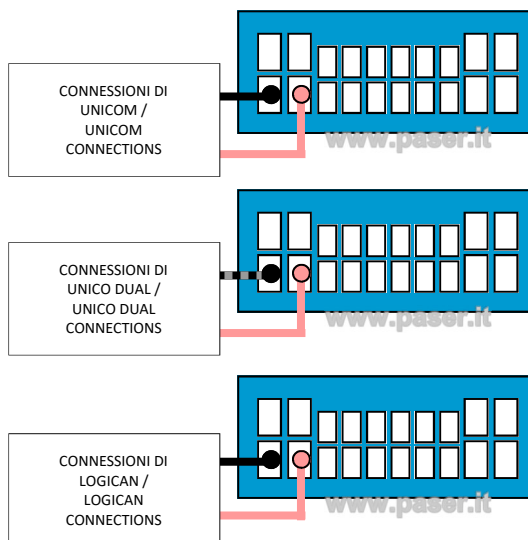 CONNESSIONI DI
UNICOM /
UNICOM
CONNECTIONS
www.paser.it
CONNESSIONI DI
UNICO DUAL /
UNICO DUAL
CONNECTIONS
www.paser.it
CONNESSIONI DI
LOGICAN /
LOGICAN
CONNECTIONS
www.paser.it